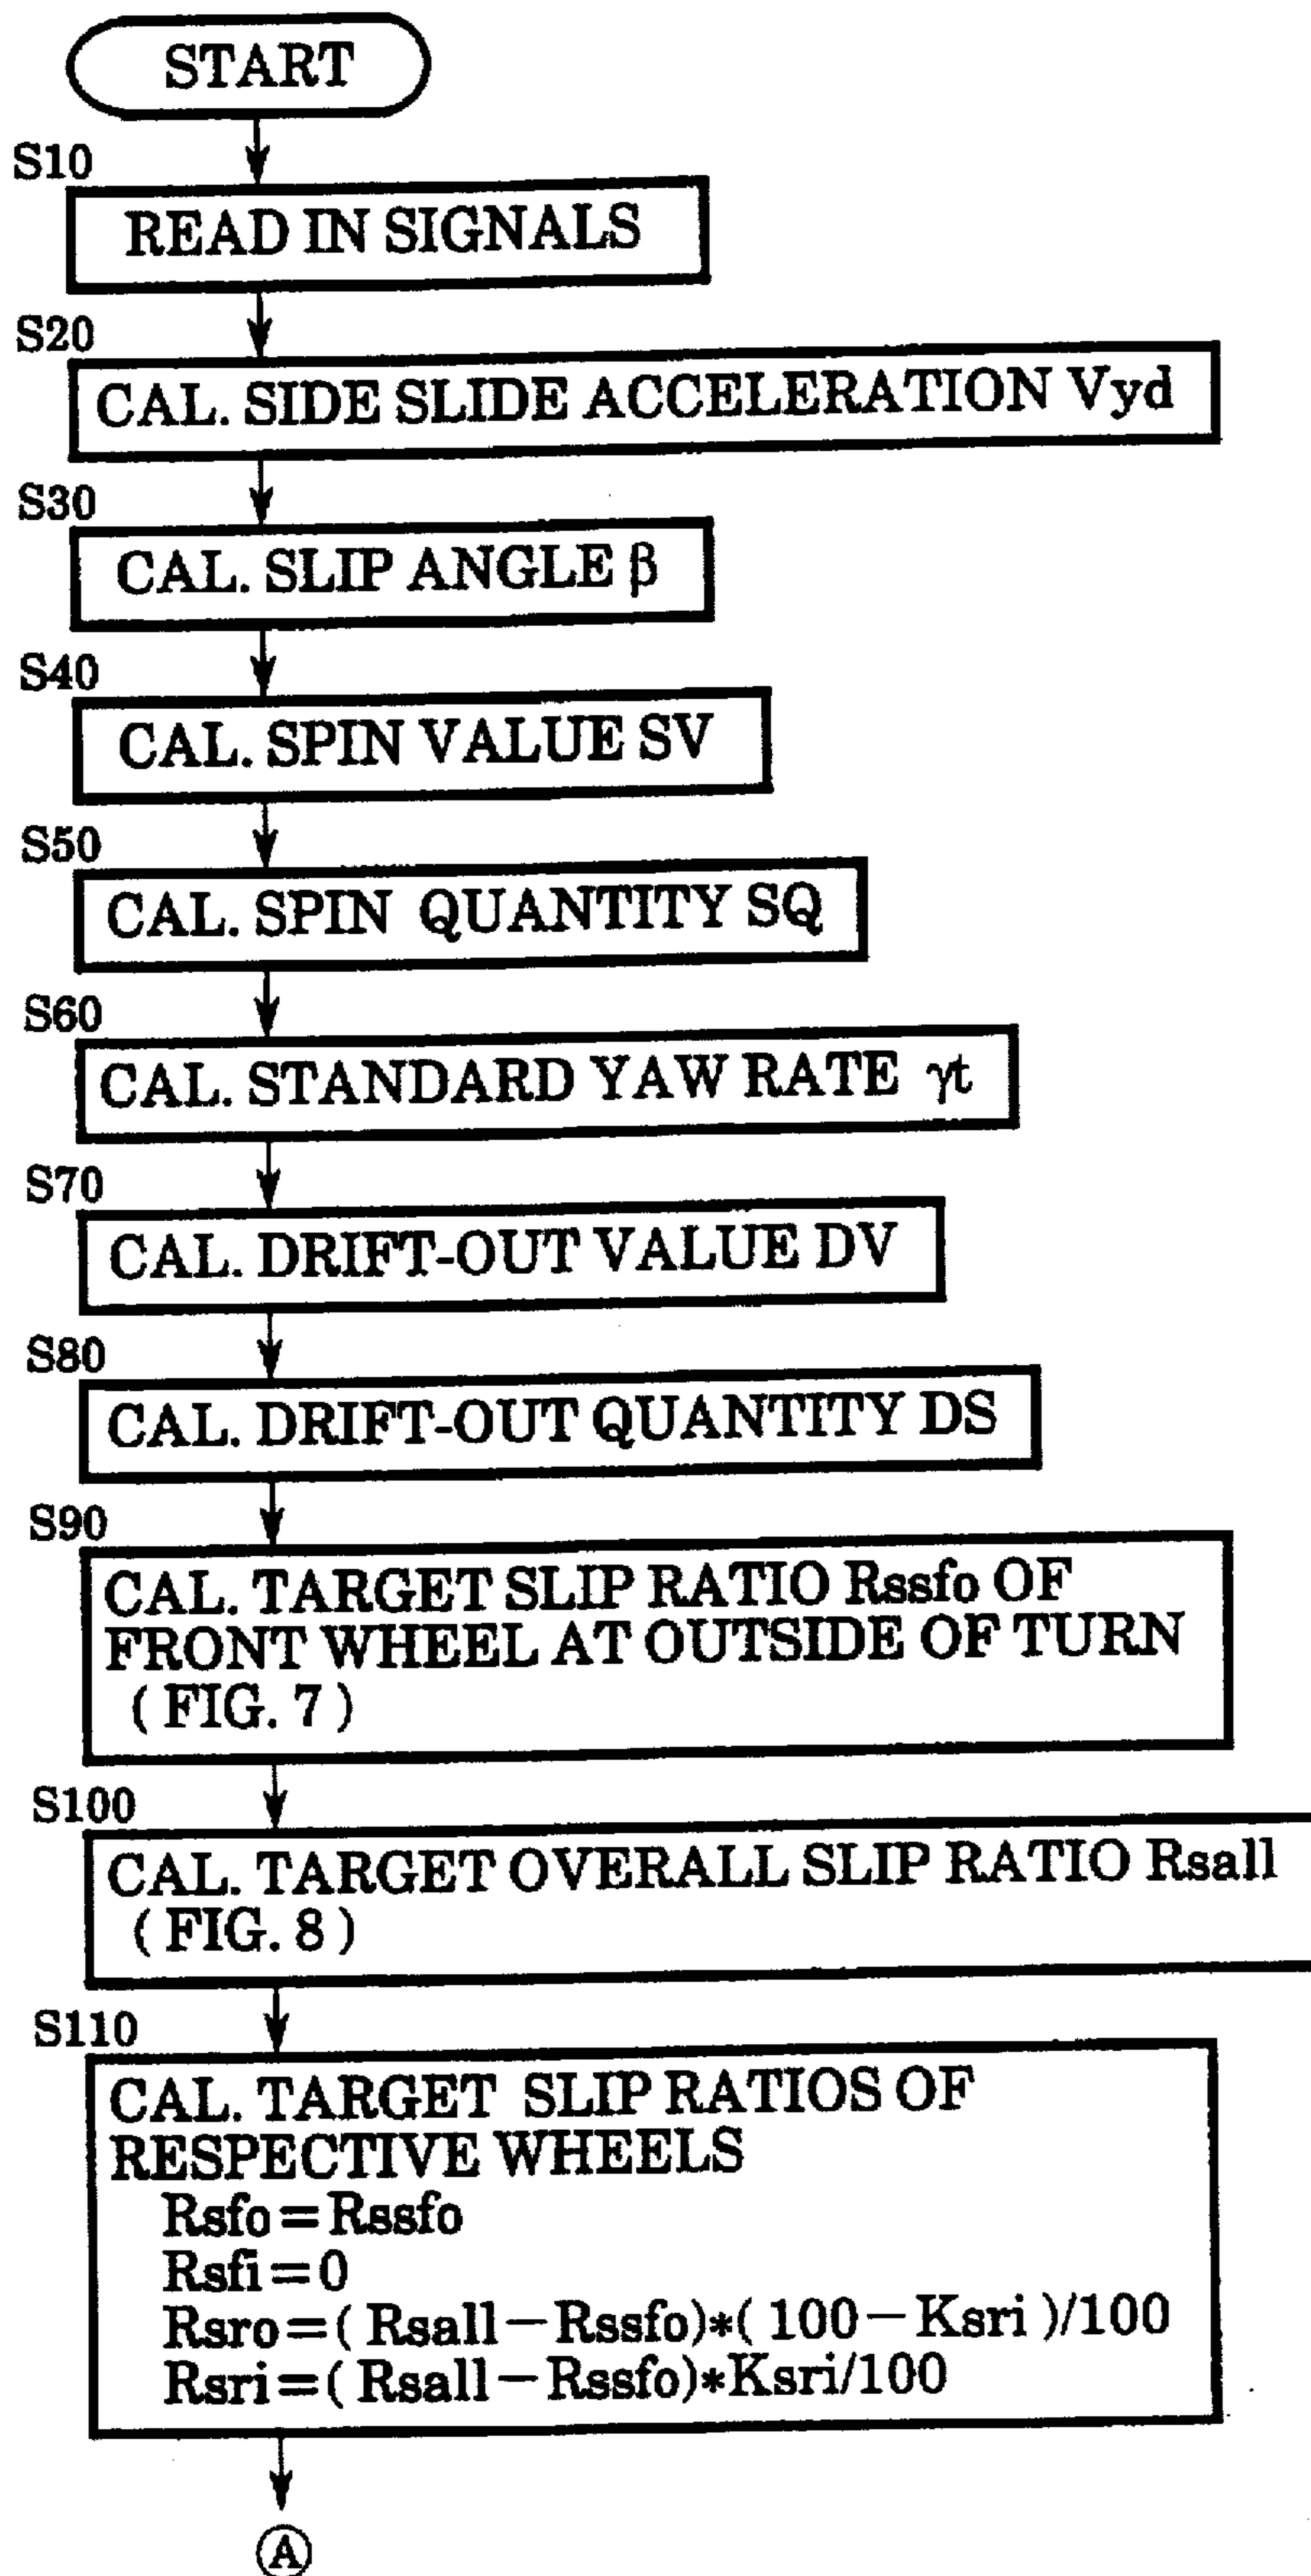 START
S10
READ IN SIGNALS
S20
CAL. SIDE SLIDE ACCELERATION Vyd
S30
CAL. SLIP ANGLE β
S40
CAL. SPIN VALUE SV
S50
CAL. SPIN QUANTITY SQ
S60
CAL. STANDARD YAW RATE γt
S70
CAL. DRIFT-OUT VALUE DV
S80
CAL. DRIFT-OUT QUANTITY DS
S90
CAL. TARGET SLIP RATIO Rssfo OF
FRONT WHEEL AT OUTSIDE OF TURN
( FIG. 7 )
S100
CAL. TARGET OVERALL SLIP RATIO Rsall
( FIG. 8 )
S110
CAL. TARGET SLIP RATIOS OF
RESPECTIVE WHEELS
Rsfo=Rssfo
Rsfi=0
Rsro=( Rsall−Rssfo)*( 100−Ksri )/100
Rsri=( Rsall−Rssfo)*Ksri/100
A